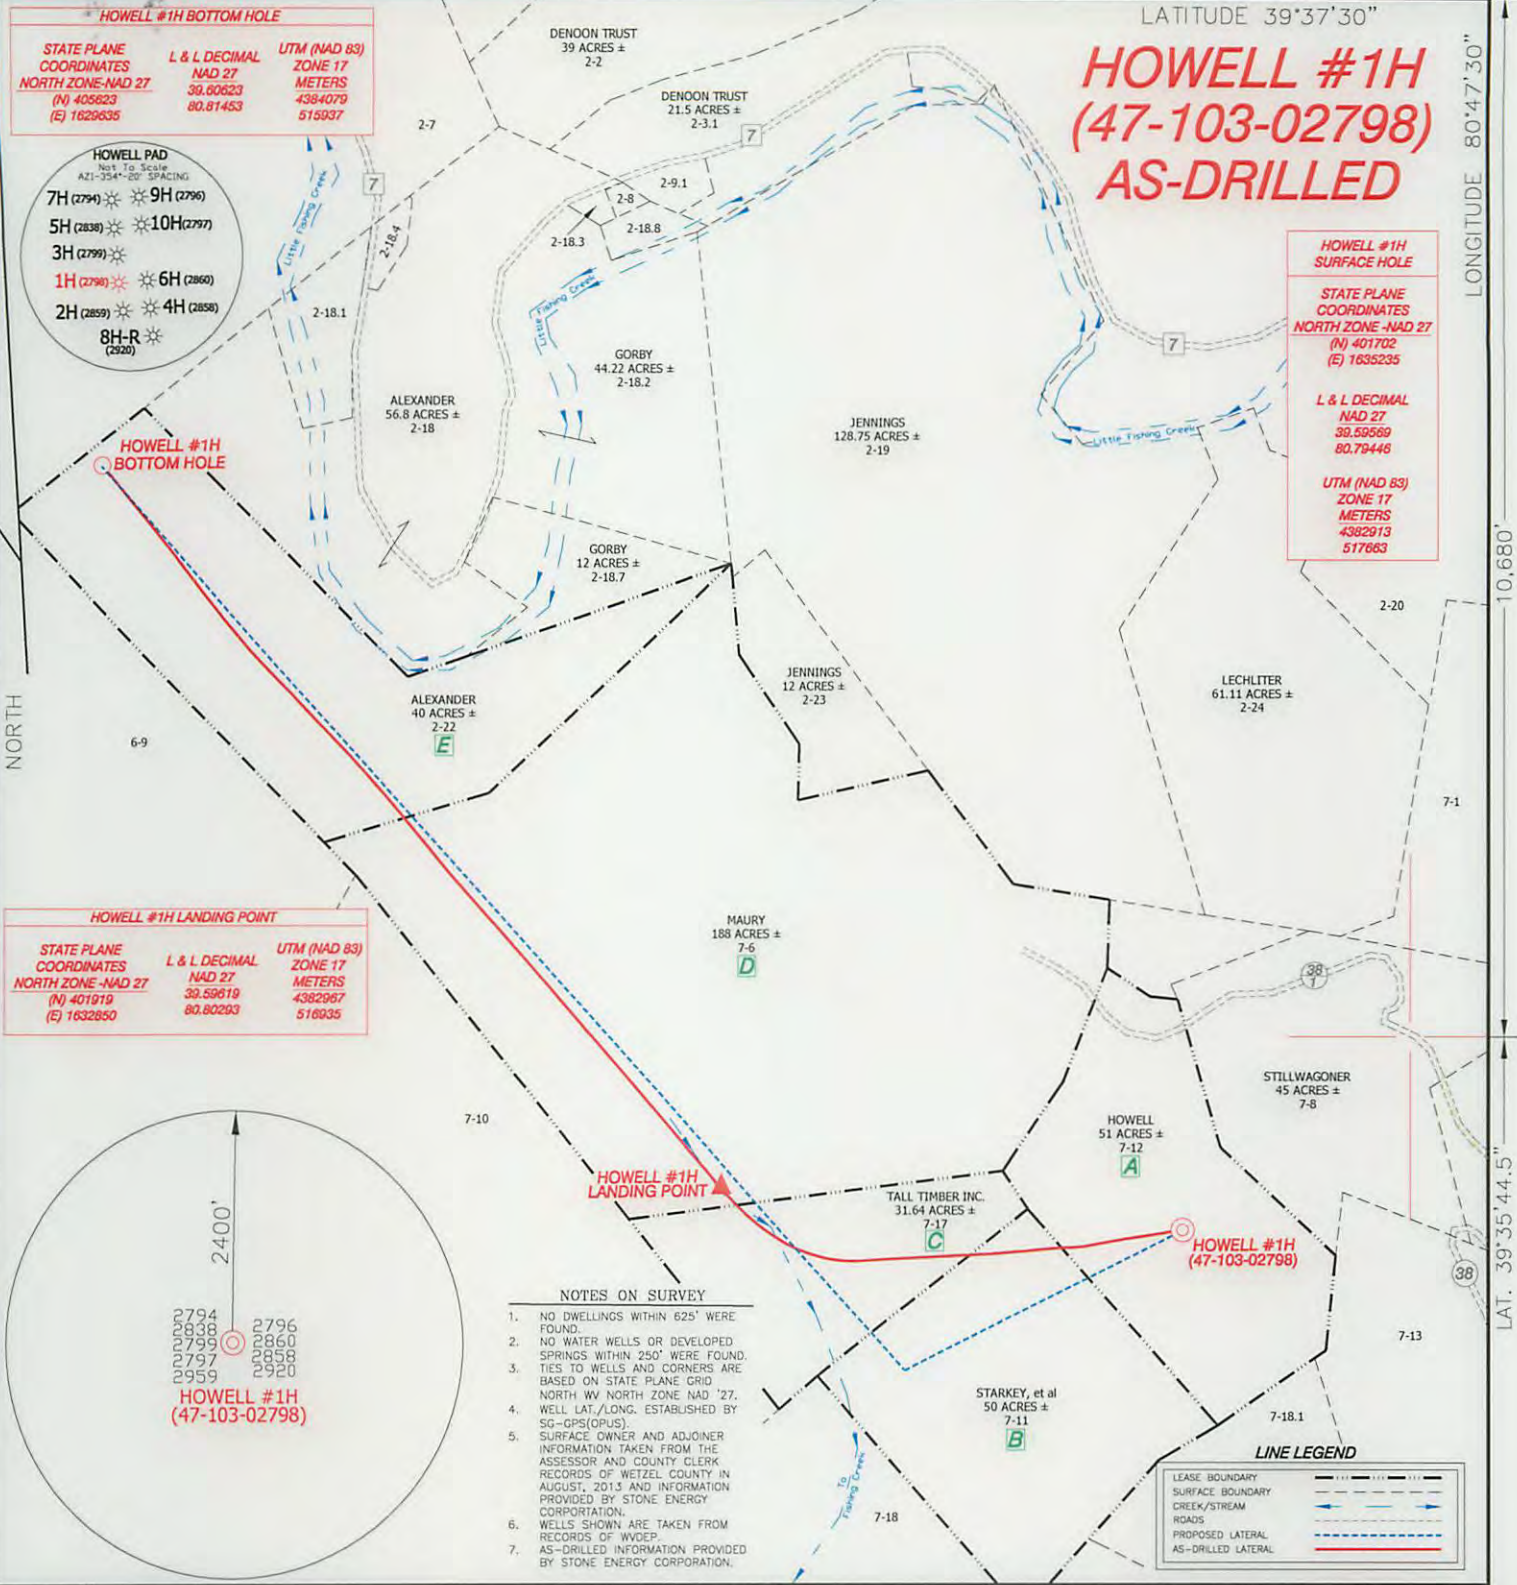 LATITUDE 39°37'30"
HOWELL #1H
(47-103-02798)
AS-DRILLED
LONGITUDE 80°47'30"
10,680'
LAT. 39°35'44.5"
HOWELL #1H BOTTOM HOLE
STATE PLANE
COORDINATES
NORTH ZONE-NAD 27
(N) 405623
(E) 1629635
L & L DECIMAL
NAD 27
39.60623
80.81453
UTM (NAD 83)
ZONE 17
METERS
4384079
515937
HOWELL PAD
Not To Scale
AZ1-354°-20' SPACING
7H (2794) 9H (2796)
5H (2838) 10H (2797)
3H (2799)
1H (2798) 6H (2860)
2H (2859) 4H (2858)
8H-R
(2920)
DENOON TRUST
39 ACRES ±
2-2
DENOON TRUST
21.5 ACRES ±
2-3.1
7
2-7
7
2-9.1
2-8
2-18.8
2-18.3
2-18.4
Little Fishing Creek
2-18.1
Little Fishing Creek
HOWELL #1H
SURFACE HOLE
STATE PLANE
COORDINATES
NORTH ZONE -NAD 27
(N) 401702
(E) 1635235
L & L DECIMAL
NAD 27
39.59569
80.79446
UTM (NAD 83)
ZONE 17
METERS
4382913
517663
7
GORBY
44.22 ACRES ±
2-18.2
ALEXANDER
56.8 ACRES ±
2-18
JENNINGS
128.75 ACRES ±
2-19
Little Fishing Creek
HOWELL #1H
BOTTOM HOLE
GORBY
12 ACRES ±
2-18.7
2-20
JENNINGS
12 ACRES ±
2-23
LECHLITER
61.11 ACRES ±
2-24
ALEXANDER
40 ACRES ±
2-22
E
NORTH
6-9
7-1
HOWELL #1H LANDING POINT
STATE PLANE
COORDINATES
NORTH ZONE -NAD 27
(N) 401919
(E) 1632850
L & L DECIMAL
NAD 27
39.59619
80.80293
UTM (NAD 83)
ZONE 17
METERS
4382967
516935
MAURY
188 ACRES ±
7-6
D
38
1
STILLWAGONER
45 ACRES ±
7-8
7-10
HOWELL
51 ACRES ±
7-12
A
HOWELL #1H
LANDING POINT
TALL TIMBER INC.
31.64 ACRES ±
7-17
C
HOWELL #1H
(47-103-02798)
38
2400'
2794
2838
2799
2797
2959
2796
2860
2858
2920
HOWELL #1H
(47-103-02798)
7-13
STARKEY, et al
50 ACRES ±
7-11
B
7-18.1
7-18
To
Fishing Creek
NOTES ON SURVEY
1. NO DWELLINGS WITHIN 625' WERE
FOUND.
2. NO WATER WELLS OR DEVELOPED
SPRINGS WITHIN 250' WERE FOUND.
3. TIES TO WELLS AND CORNERS ARE
BASED ON STATE PLANE GRID
NORTH WV NORTH ZONE NAD '27.
4. WELL LAT./LONG. ESTABLISHED BY
SG-GPS(OPUS).
5. SURFACE OWNER AND ADJOINER
INFORMATION TAKEN FROM THE
ASSESSOR AND COUNTY CLERK
RECORDS OF WETZEL COUNTY IN
AUGUST, 2013 AND INFORMATION
PROVIDED BY STONE ENERGY
CORPORTATION.
6. WELLS SHOWN ARE TAKEN FROM
RECORDS OF WVDEP.
7. AS-DRILLED INFORMATION PROVIDED
BY STONE ENERGY CORPORATION.
LINE LEGEND
LEASE BOUNDARY
SURFACE BOUNDARY
CREEK/STREAM
ROADS
PROPOSED LATERAL
AS-DRILLED LATERAL